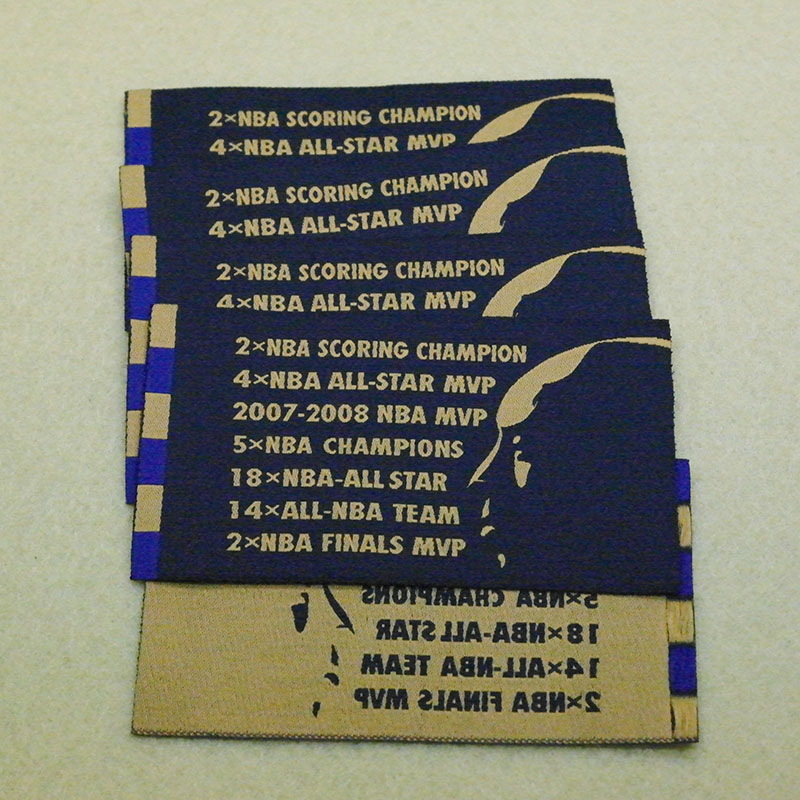 2×NBA SCORING CHAMPION
4×NBA ALL-STAR MVP
2×NBA SCORING CHAMPION
4×NBA ALL-STAR MVP
2×NBA SCORING CHAMPION
4×NBA ALL-STAR MVP
2×NBA SCORING CHAMPION
4×NBA ALL-STAR MVP
2007-2008 NBA MVP
5×NBA CHAMPIONS
18×NBA-ALL STAR
14×ALL-NBA TEAM
2×NBA FINALS MVP
5×NBA CHAMPIONS
18×NBA-ALL STAR
14×ALL-NBA TEAM
2×NBA FINALS MVP